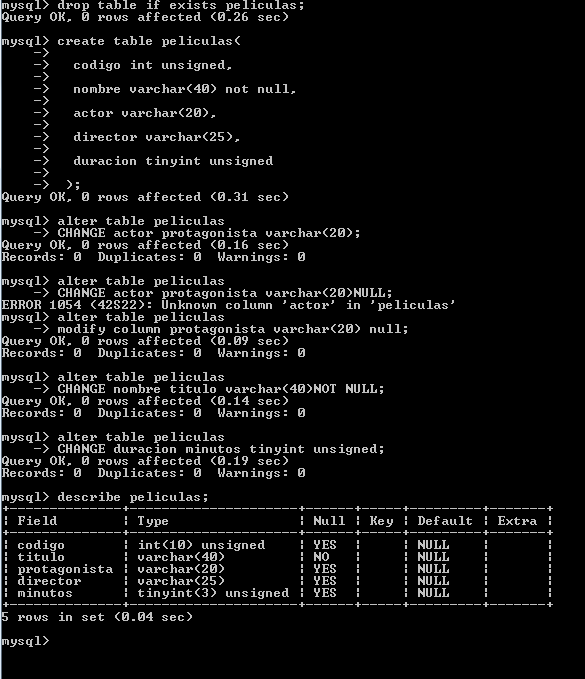 mysql> drop table if exists peliculas;
Query OK, 0 rows affected (0.26 sec)
mysql> create table peliculas(
    ->
    ->   codigo int unsigned,
    ->
    ->   nombre varchar(40) not null,
    ->
    ->   actor varchar(20),
    ->
    ->   director varchar(25),
    ->
    ->   duracion tinyint unsigned
    ->
    ->  );
Query OK, 0 rows affected (0.31 sec)
mysql> alter table peliculas
    -> CHANGE actor protagonista varchar(20);
Query OK, 0 rows affected (0.16 sec)
Records: 0  Duplicates: 0  Warnings: 0
mysql> alter table peliculas
    -> CHANGE actor protagonista varchar(20)NULL;
ERROR 1054 (42S22): Unknown column 'actor' in 'peliculas'
mysql> alter table peliculas
    -> modify column protagonista varchar(20) null;
Query OK, 0 rows affected (0.09 sec)
Records: 0  Duplicates: 0  Warnings: 0
mysql> alter table peliculas
    -> CHANGE nombre titulo varchar(40)NOT NULL;
Query OK, 0 rows affected (0.14 sec)
Records: 0  Duplicates: 0  Warnings: 0
mysql> alter table peliculas
    -> CHANGE duracion minutos tinyint unsigned;
Query OK, 0 rows affected (0.19 sec)
Records: 0  Duplicates: 0  Warnings: 0
mysql> describe peliculas;
+--------------+---------------------+------+-----+---------+-------+
| Field        | Type                | Null | Key | Default | Extra |
+--------------+---------------------+------+-----+---------+-------+
| codigo       | int(10) unsigned    | YES  |     | NULL    |       |
| titulo       | varchar(40)         | NO   |     | NULL    |       |
| protagonista | varchar(20)         | YES  |     | NULL    |       |
| director     | varchar(25)         | YES  |     | NULL    |       |
| minutos      | tinyint(3) unsigned | YES  |     | NULL    |       |
+--------------+---------------------+------+-----+---------+-------+
5 rows in set (0.04 sec)
mysql>